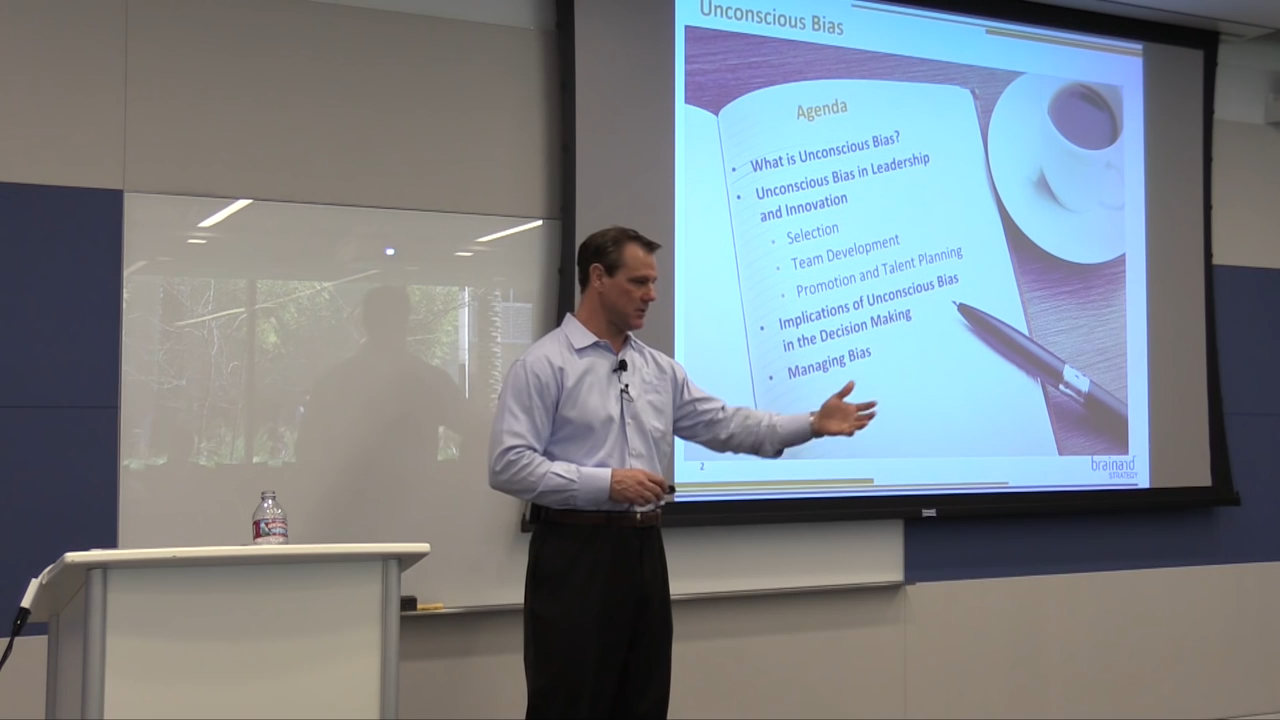 Unconscious Bias
Agenda
• What is Unconscious Bias?
• Unconscious Bias in Leadership
and Innovation
• Selection
• Team Development
• Promotion and Talent Planning
• Implications of Unconscious Bias
in the Decision Making
• Managing Bias
2
brainard
STRATEGY